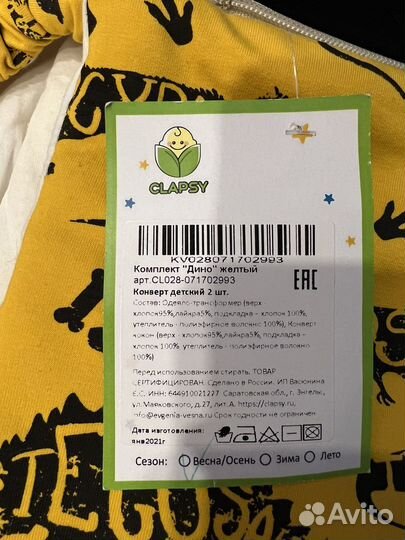 CLAPSY
KV028071702993
Комплект "Дино" желтый
арт.CL028-071702993
ЕАС
Конверт детский 2 шт.
Состав: Одеяло-трансформер (верх -
хлопок95%,лайкра5%, подкладка – хлопок 100%,
утеплитель - полиэфирное волокно 100%), Конверт
кокон (верх - хлопок95%,лайкра5%, подкладка –
хлопок 100%, утеплитель - полиэфирное волокно
100%)
Перед использованием стирать. ТОВАР
СЕРТИФИЦИРОВАН. Сделано в России. ИП Васюнина
Е.С. ИНН: 644910021227 Саратовская обл., г. Энгельс,
ул. Маяковского, д.27, лит.А. https://clapsy.ru,
info@evgenia-vesna.ru Срок годности не ограничен
Дата изготовления:
янв2021г
Сезон: Весна/Осень Зима Лето
TEGOSA
Avito